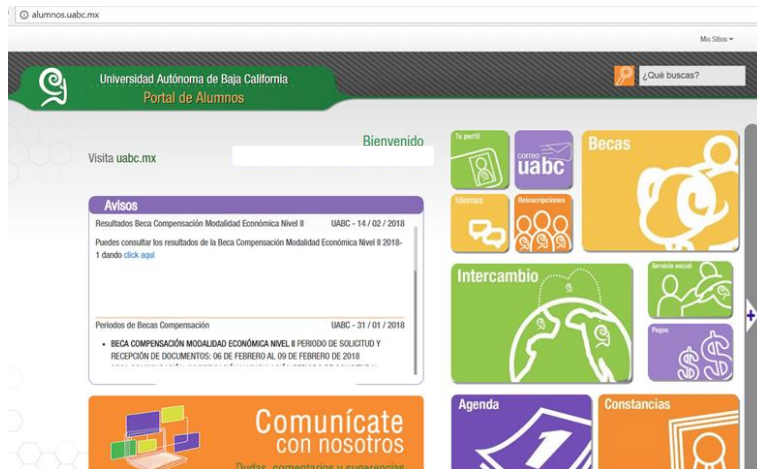 alumnos.uabc.mx
Mis Sitios
Universidad Autónoma de Baja California
Portal de Alumnos
¿Qué buscas?
Bienvenido
Visita uabc.mx
Avisos
Resultados Beca Compensación Modalidad Económica Nivel II UABC - 14 / 02 / 2018
Puedes consultar los resultados de la Beca Compensación Modalidad Económica Nivel II 2018-
1 dando click aquí
Periodos de Becas Compensación UABC - 31 / 01 / 2018
• BECA COMPENSACIÓN MODALIDAD ECONÓMICA NIVEL II PERIODO DE SOLICITUD Y
RECEPCIÓN DE DOCUMENTOS: 06 DE FEBRERO AL 09 DE FEBRERO DE 2018
Comunícate
con nosotros
Dudas, comentarios y sugerencias
Tu perfil
correo
uabc
Becas
Idiomas
Reinscripciones
Intercambio
Servicio social
Pagos
Agenda
1
Constancias